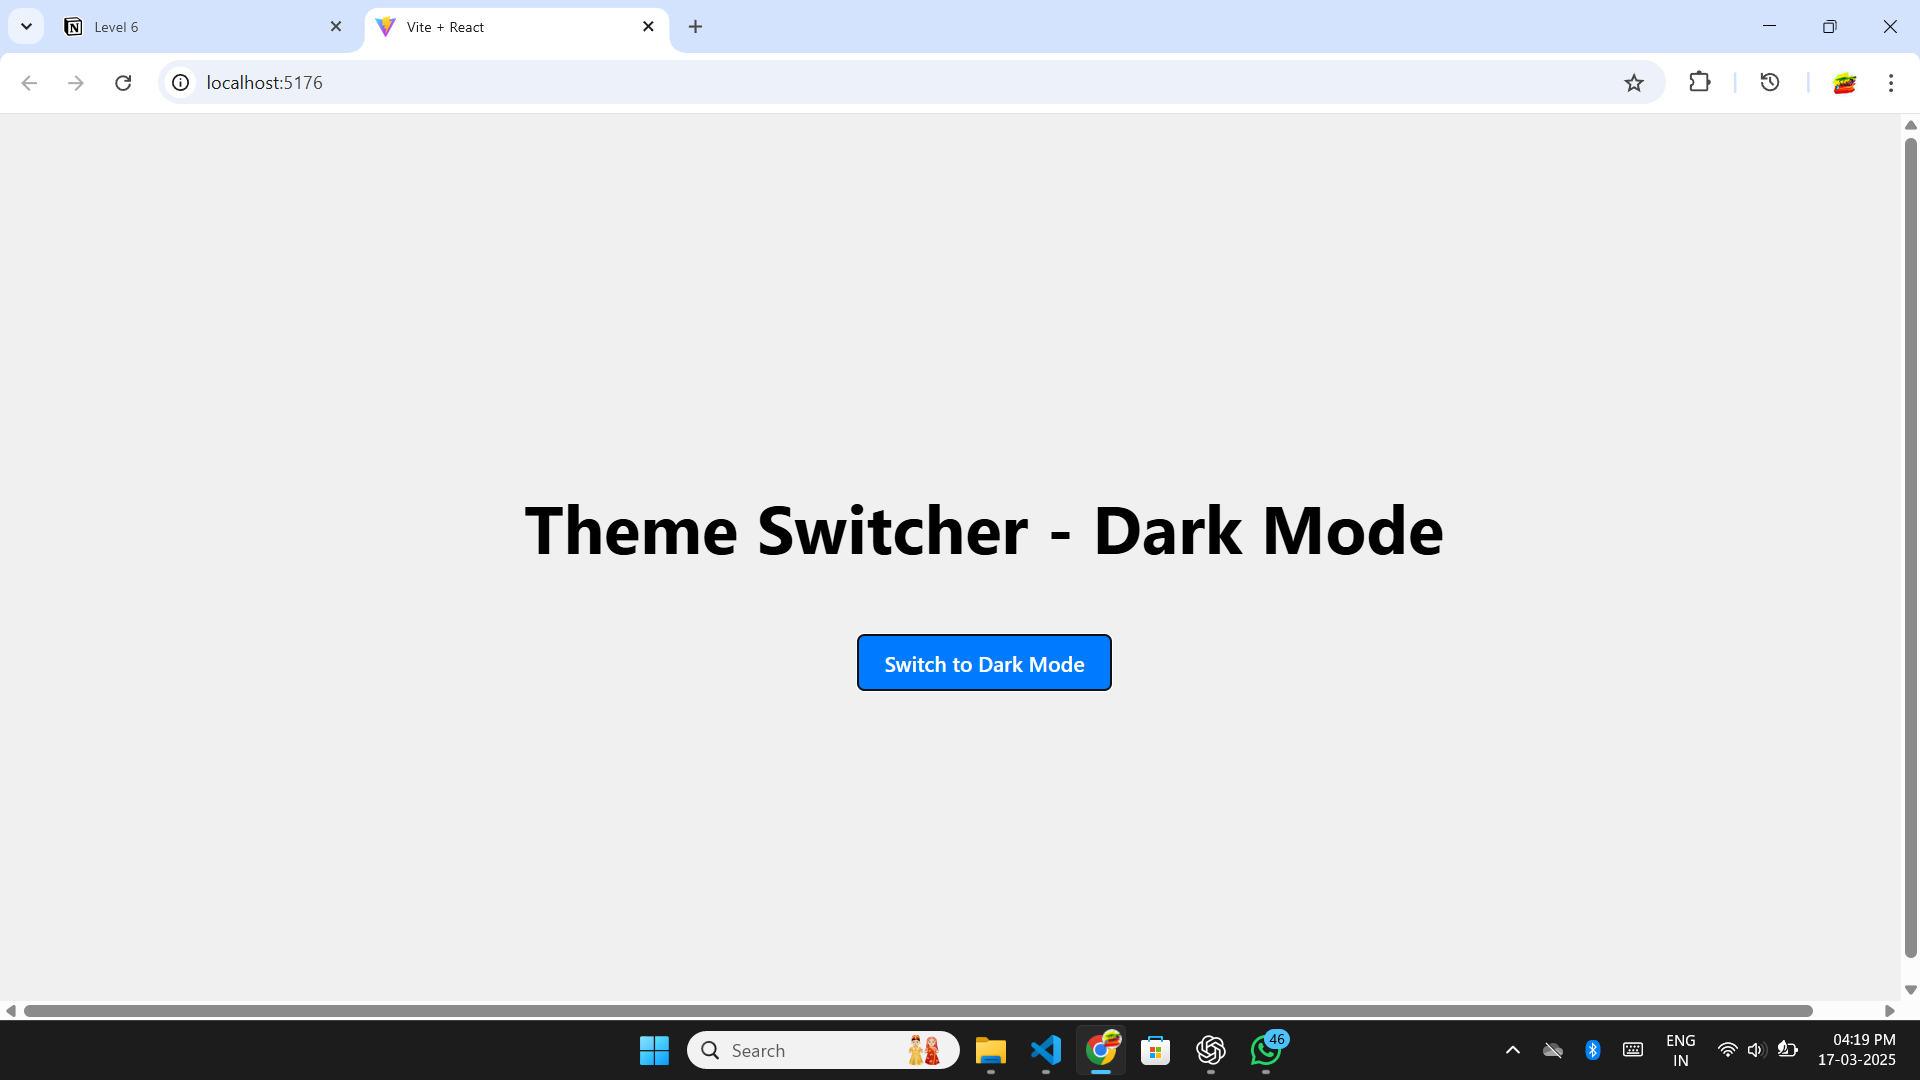 Level 6
Vite + React
localhost:5176
Theme Switcher - Dark Mode
Switch to Dark Mode
Search
46
ENG
IN
04:19 PM
17-03-2025